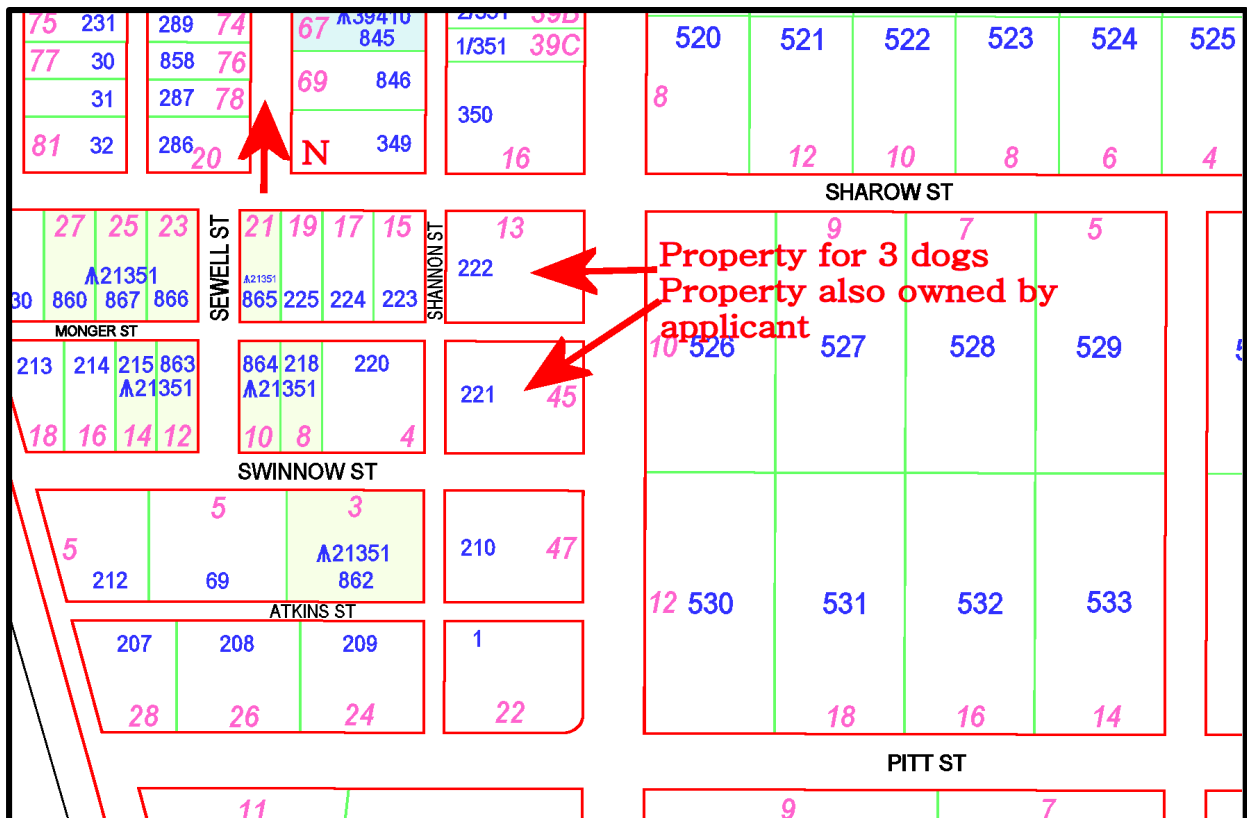 75 231 289 74 67 ⩚39410 2/351 39B
845
520 521 522 523 524 525
77 30 858 76 1/351 39C
69 846
31 287 78
8
350
81 32 286 20 N 349 16
12 10 8 6 4
SHAROW ST
27 25 23 21 19 17 15 13 9 7 5
SEWELL ST
SHANNON ST
Property for 3 dogs
Property also owned by
applicant
21351 21351 222
30 860 867 866 865 225 224 223
MONGER ST
10 526 527 528 529
213 214 215 863 864 218 220
21351 21351 221 45
18 16 14 12 10 8 4
SWINNOW ST
5 3
5 21351 210 47
212 69 862
ATKINS ST
12 530 531 532 533
207 208 209 1
28 26 24 22 18 16 14
PITT ST
11 9 7